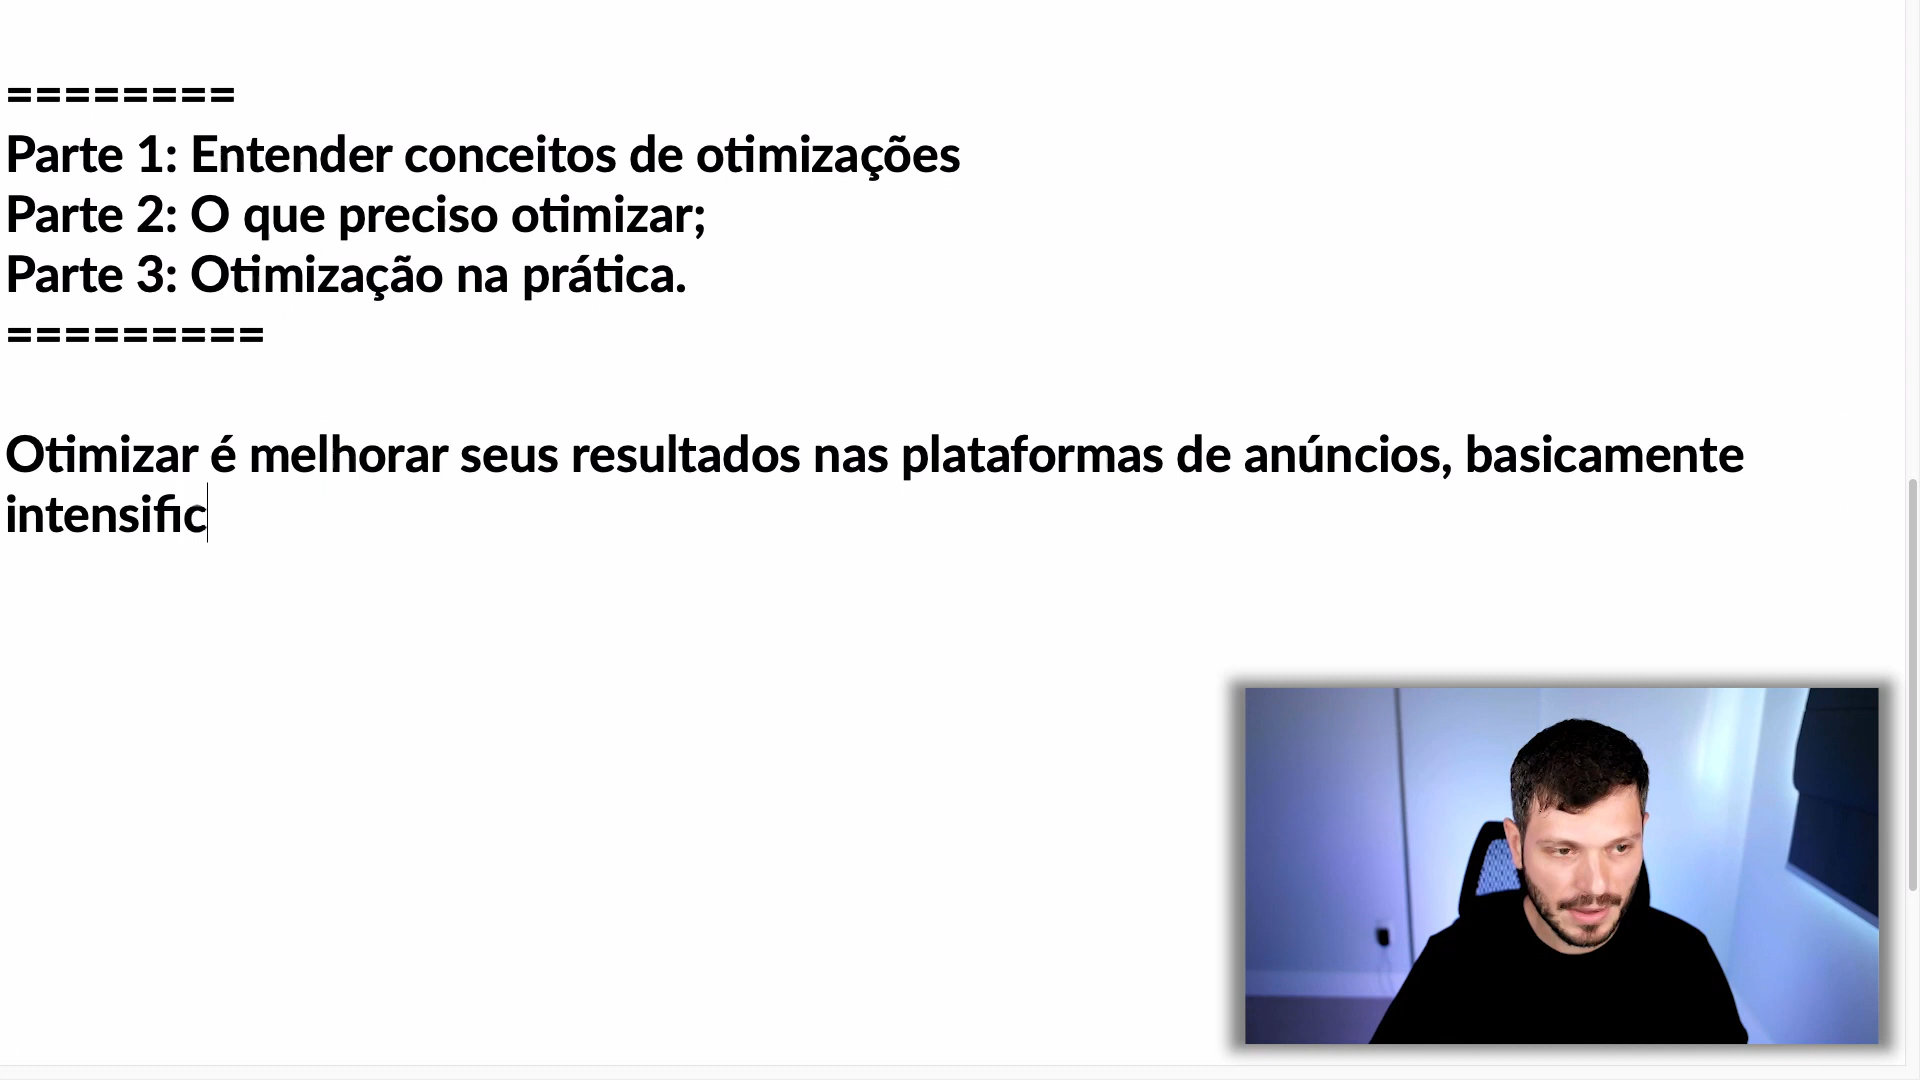 ========
Parte 1: Entender conceitos de otimizações
Parte 2: O que preciso otimizar;
Parte 3: Otimização na prática.
=========
Otimizar é melhorar seus resultados nas plataformas de anúncios, basicamente
intensific